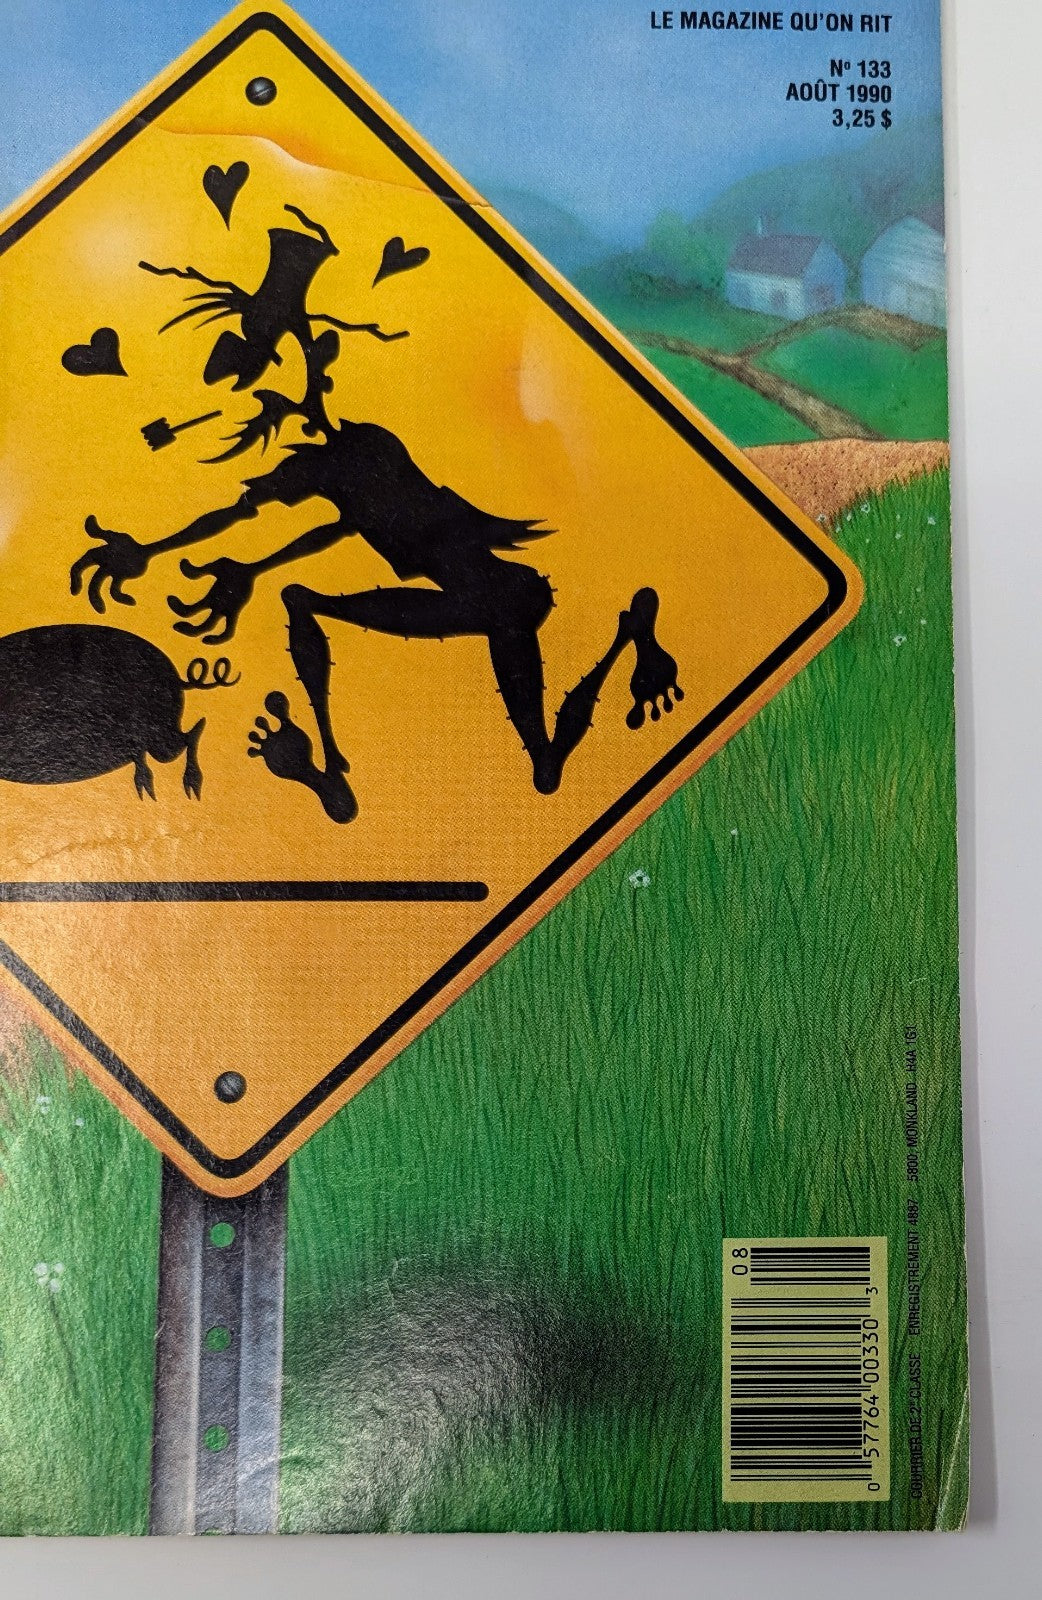 LE MAGAZINE QU'ON RIT
Nº 133
AOÛT 1990
3,25 $
COURRIER DE 2e CLASSE ENREGISTREMENT 4887 5800, MONKLAND H4A 1G1
08
0 57764 00330 3